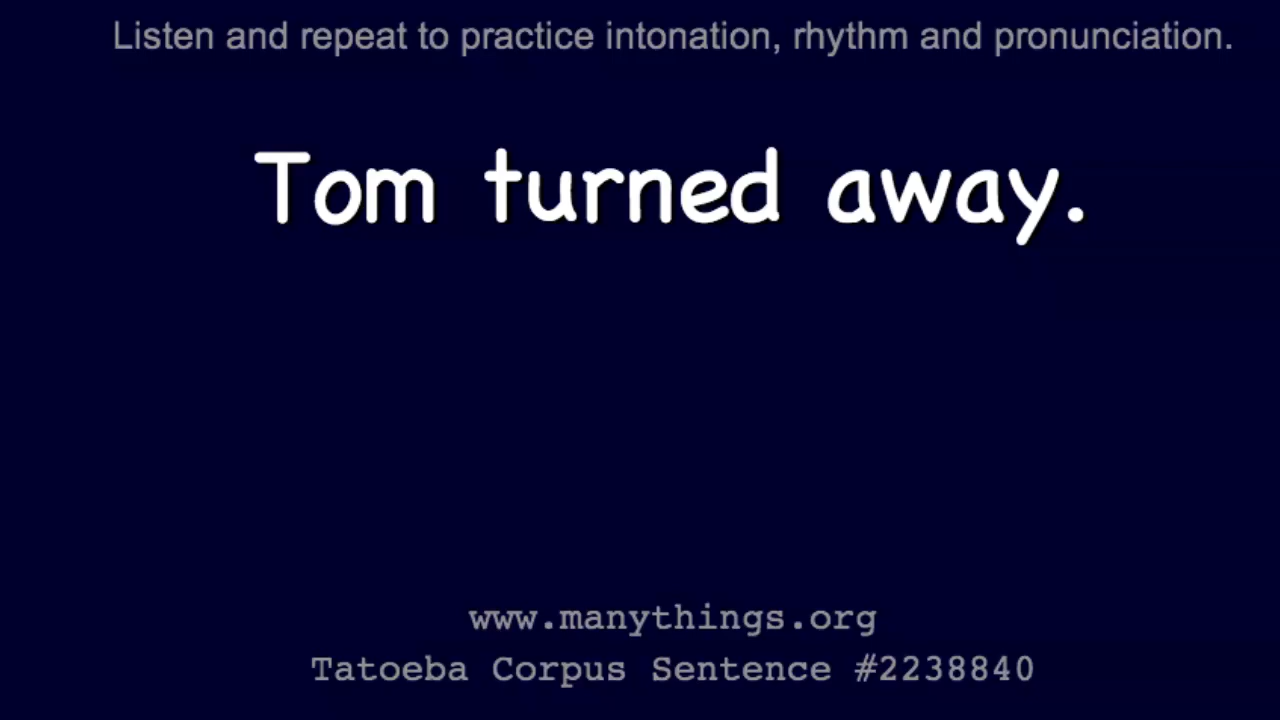 Listen and repeat to practice intonation, rhythm and pronunciation.
Tom turned away.
www.manythings.org
Tatoeba Corpus Sentence #2238840